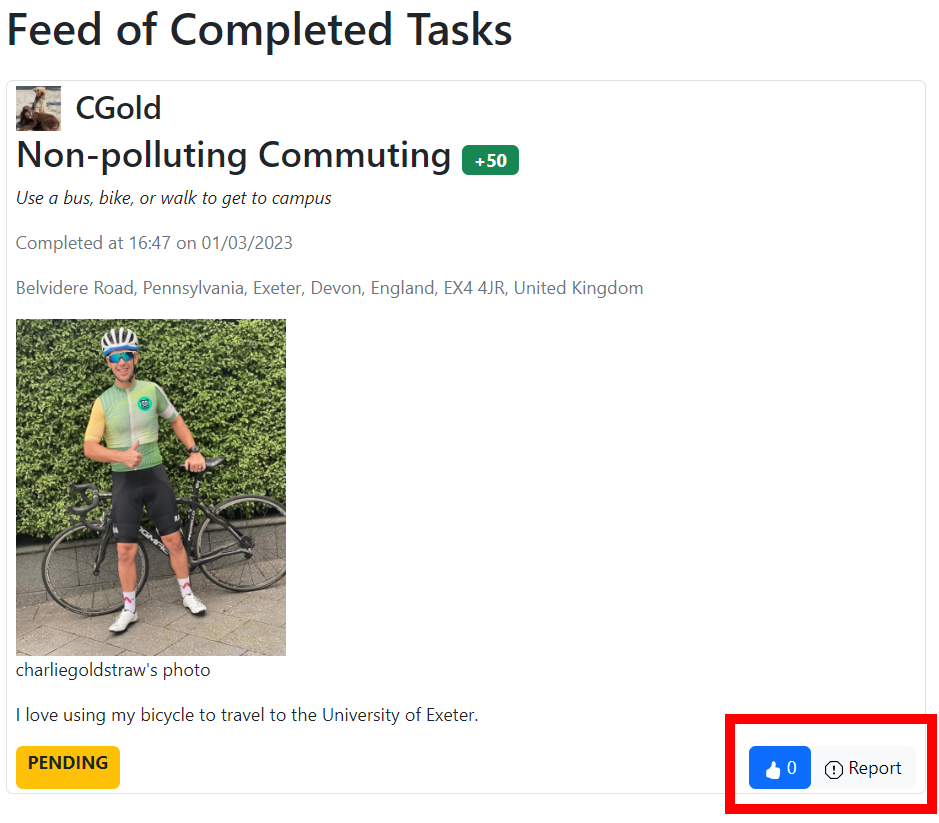 Feed of Completed Tasks
CGold
Non-polluting Commuting +50
Use a bus, bike, or walk to get to campus
Completed at 16:47 on 01/03/2023
Belvidere Road, Pennsylvania, Exeter, Devon, England, EX4 4JR, United Kingdom
charliegoldstraw's photo
I love using my bicycle to travel to the University of Exeter.
PENDING 0 Report